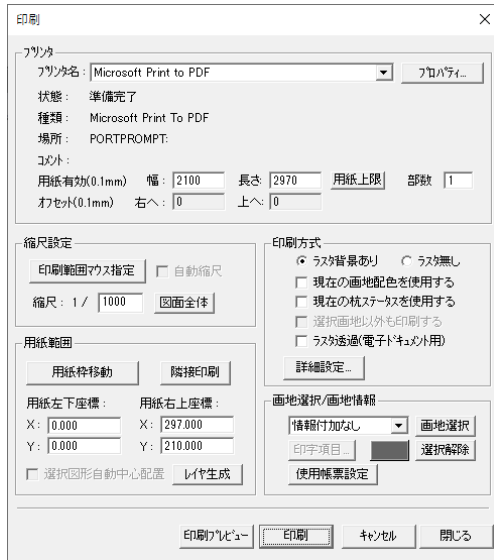 印刷
プリンタ
プリンタ名: Microsoft Print to PDF
プロパティ...
状態: 準備完了
種類: Microsoft Print To PDF
場所: PORTPROMPT:
コメント:
用紙有効(0.1mm) 幅: 2100 長さ: 2970 用紙上限 部数 1
オフセット(0.1mm) 右へ: 0 上へ: 0
縮尺設定
印刷範囲マウス指定 自動縮尺
縮尺: 1 / 1000 図面全体
用紙範囲
用紙枠移動 隣接印刷
用紙左下座標: 用紙右上座標:
X: 0.000 X: 297.000
Y: 0.000 Y: 210.000
選択図形自動中心配置 レイヤ生成
印刷方式
ラスタ背景あり ラスタ無し
現在の画地配色を使用する
現在の杭ステータスを使用する
選択画地以外も印刷する
ラスタ透過(電子ドキュメント用)
詳細設定...
画地選択/画地情報
情報付加なし 画地選択
印字項目... 選択解除
使用帳票設定
印刷プレビュー 印刷 キャンセル 閉じる